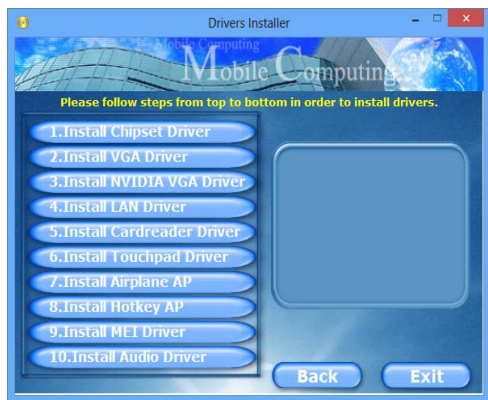 Drivers Installer
Mobile Computing
Mobile Computing
Please follow steps from top to bottom in order to install drivers.
1.Install Chipset Driver
2.Install VGA Driver
3.Install NVIDIA VGA Driver
4.Install LAN Driver
5.Install Cardreader Driver
6.Install Touchpad Driver
7.Install Airplane AP
8.Install Hotkey AP
9.Install MEI Driver
10.Install Audio Driver
Back
Exit